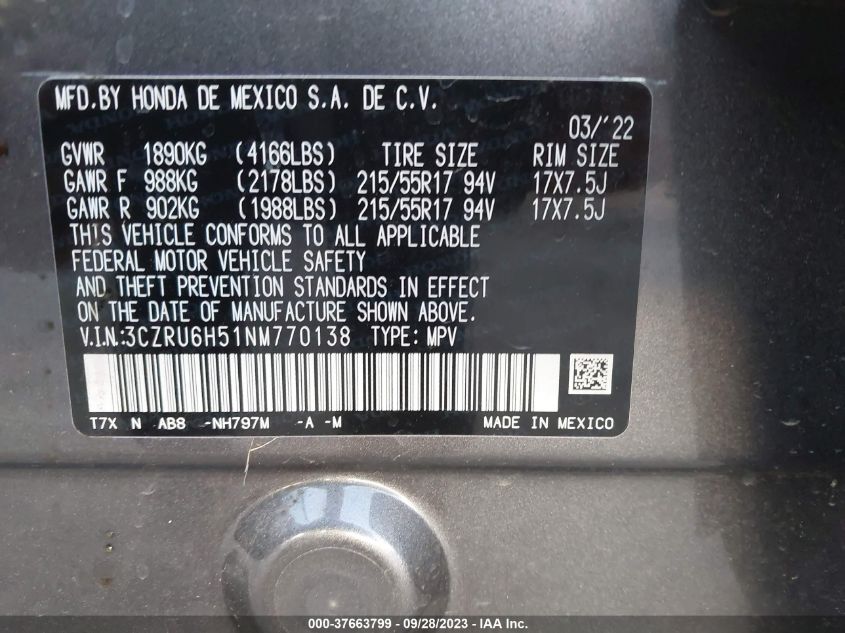 MFD.BY HONDA DE MEXICO S.A. DE C.V.
03/'22
GVWR 1890KG (4166LBS) TIRE SIZE RIM SIZE
GAWR F 988KG (2178LBS) 215/55R17 94V 17X7.5J
GAWR R 902KG (1988LBS) 215/55R17 94V 17X7.5J
THIS VEHICLE CONFORMS TO ALL APPLICABLE
FEDERAL MOTOR VEHICLE SAFETY
AND THEFT PREVENTION STANDARDS IN EFFECT
ON THE DATE OF MANUFACTURE SHOWN ABOVE.
V.I.N:3CZRU6H51NM770138 TYPE: MPV
T7X N AB8 -NH797M -A -M MADE IN MEXICO
000-37663799 / 09/28/2023 - IAA Inc.